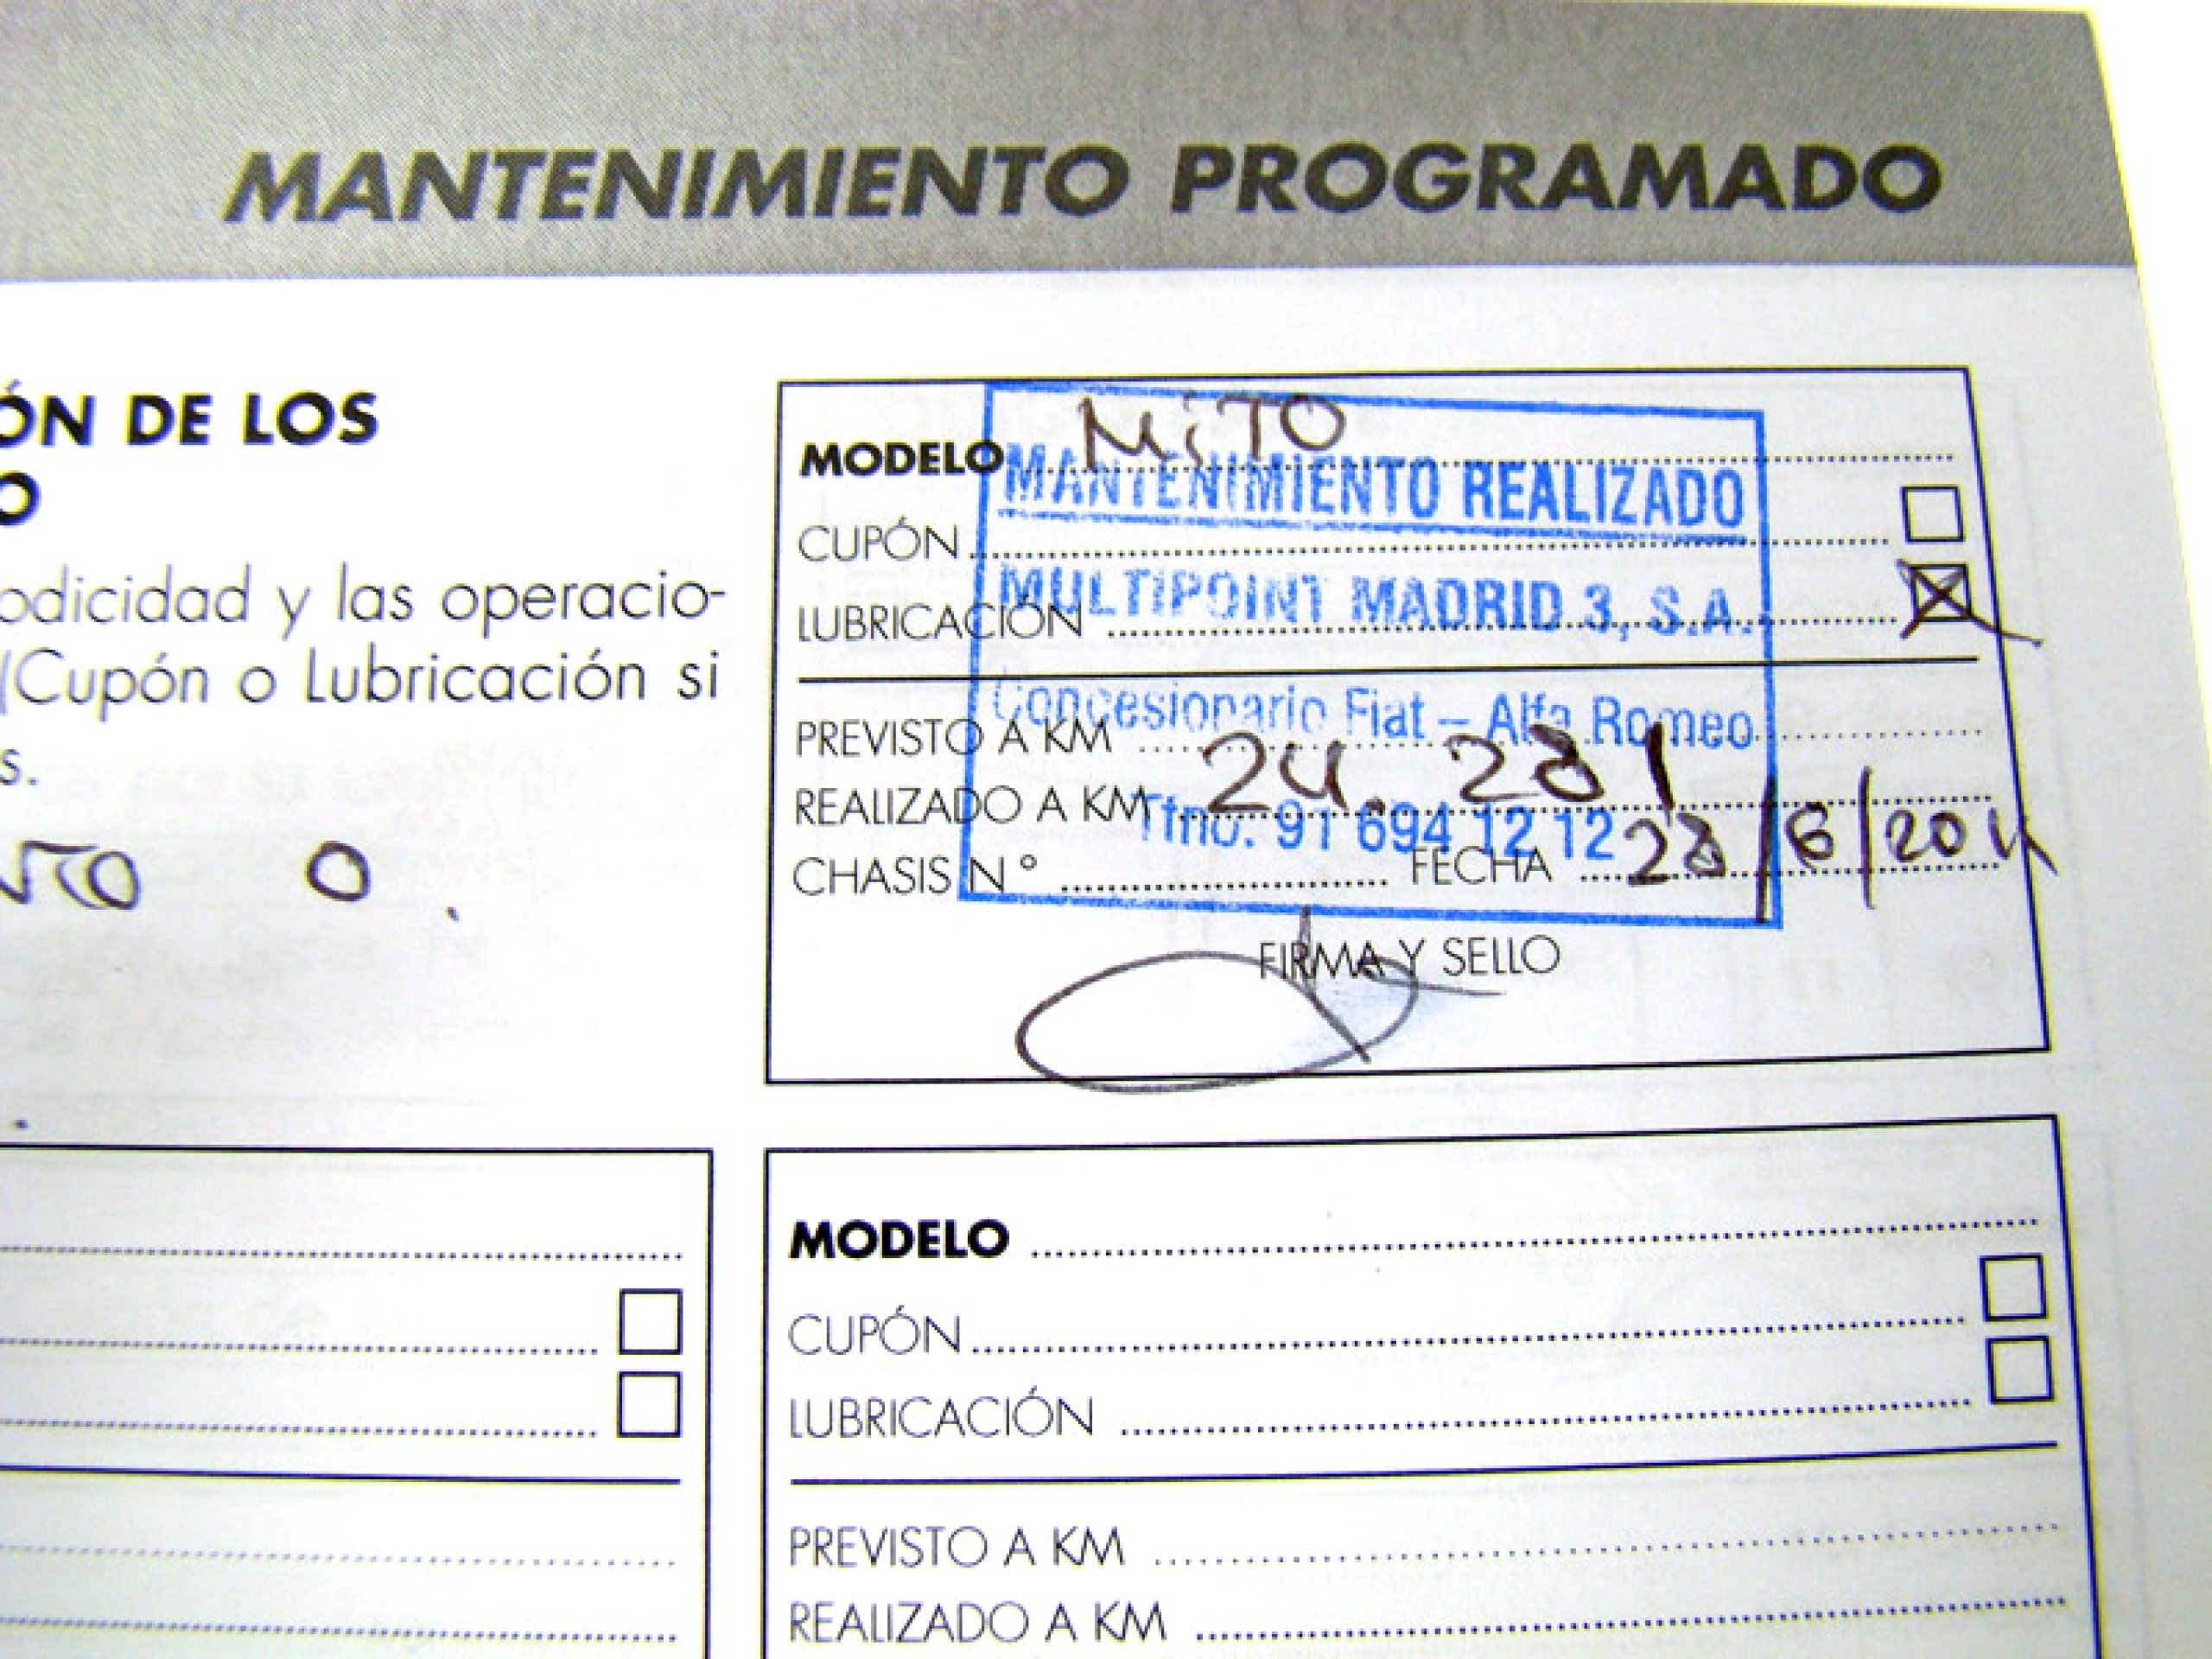 MANTENIMIENTO PROGRAMADO
ÓN DE LOS
O
odicidad y las operacio-
(Cupón o Lubricación si
s.
O.
MODELO MiTO
MANTENIMIENTO REALIZADO
CUPÓN
MULTIPOINT MADRID 3, S.A.
LUBRICACIÓN
Concesionario Fiat – Alfa Romeo
PREVISTO A KM
REALIZADO A KM 24.281
Tfno. 91 694 12 12
CHASIS N° FECHA 28/6/2011
FIRMA Y SELLO
MODELO
CUPÓN
LUBRICACIÓN
PREVISTO A KM
REALIZADO A KM